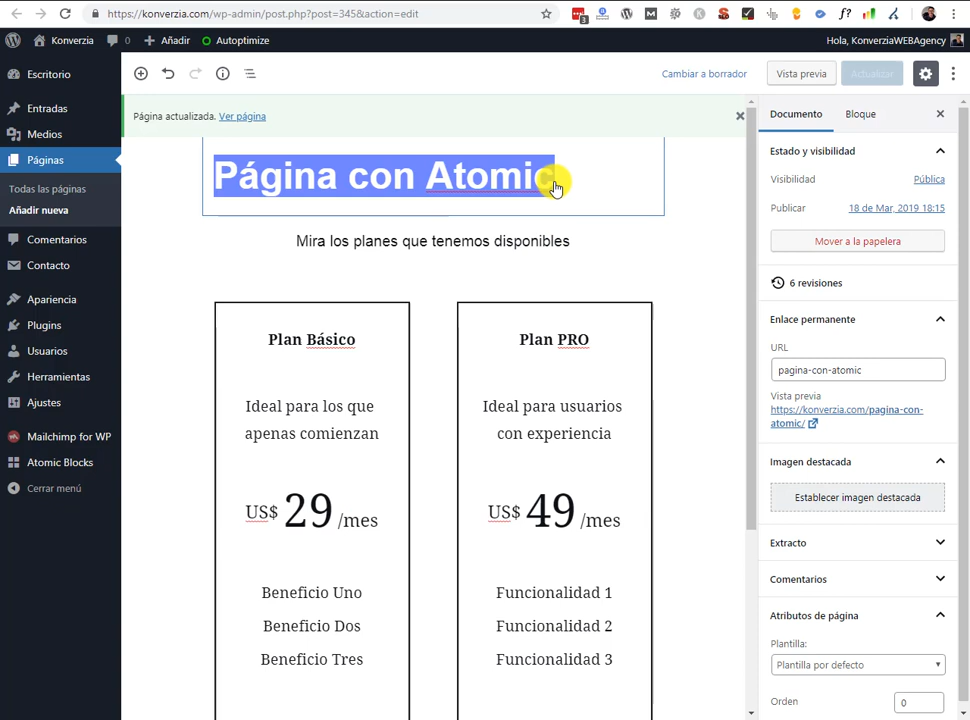 https://konverzia.com/wp-admin/post.php?post=345&action=edit
Konverzia 0 Añadir Autoptimize Hola, KonverziaWEBAgency
Escritorio
Entradas
Medios
Páginas
Todas las páginas
Añadir nueva
Comentarios
Contacto
Apariencia
Plugins
Usuarios
Herramientas
Ajustes
Mailchimp for WP
Atomic Blocks
Cerrar menú
Cambiar a borrador Vista previa Actualizar
Página actualizada. Ver página
Página con Atomic
Mira los planes que tenemos disponibles
Plan Básico
Ideal para los que
apenas comienzan
US$ 29 /mes
Beneficio Uno
Beneficio Dos
Beneficio Tres
Plan PRO
Ideal para usuarios
con experiencia
US$ 49 /mes
Funcionalidad 1
Funcionalidad 2
Funcionalidad 3
Documento Bloque
Estado y visibilidad
Visibilidad Pública
Publicar 18 de Mar, 2019 18:15
Mover a la papelera
6 revisiones
Enlace permanente
URL
pagina-con-atomic
Vista previa
https://konverzia.com/pagina-con-
atomic/
Imagen destacada
Establecer imagen destacada
Extracto
Comentarios
Atributos de página
Plantilla:
Plantilla por defecto
Orden 0